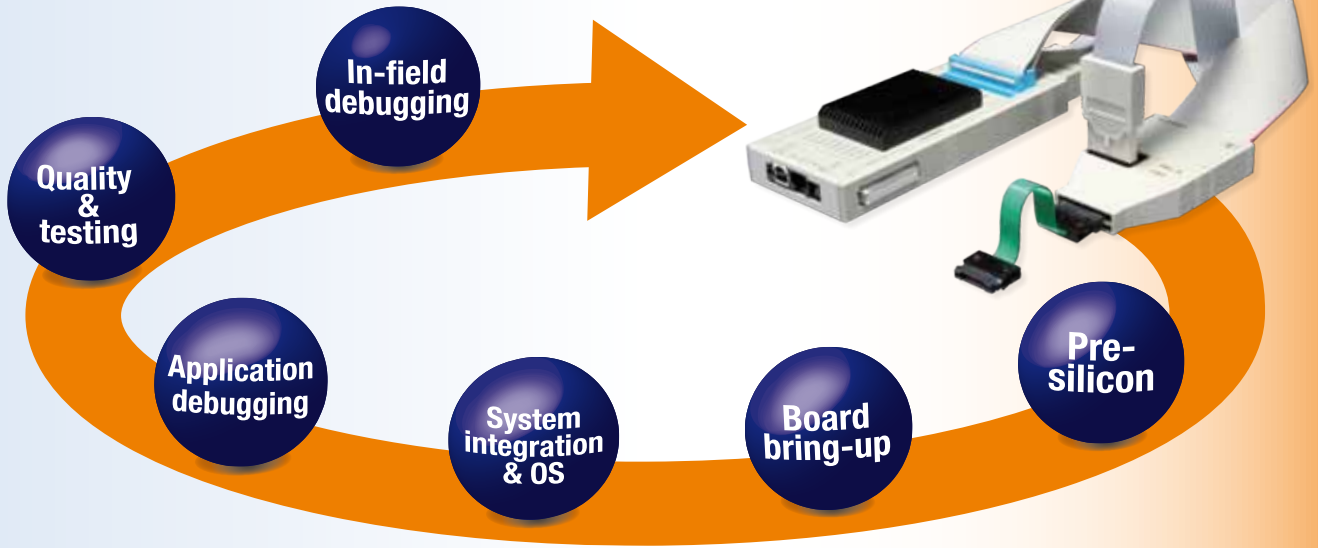 In-field
debugging
Quality
&
testing
Application
debugging
System
integration
& OS
Board
bring-up
Pre-
silicon